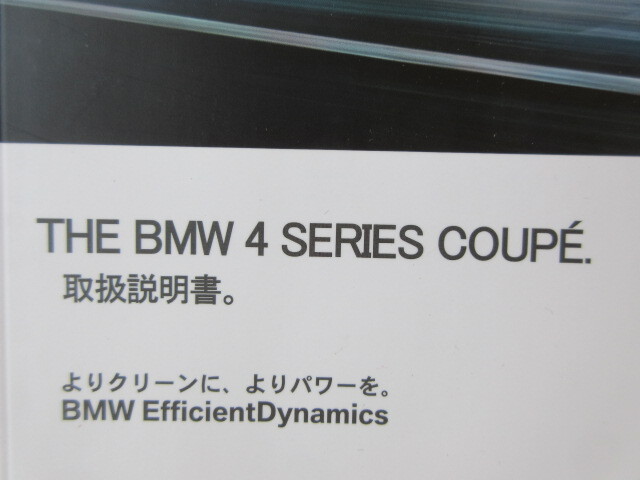 THE BMW 4 SERIES COUPÉ.
取扱説明書。
よりクリーンに、よりパワーを。
BMW EfficientDynamics